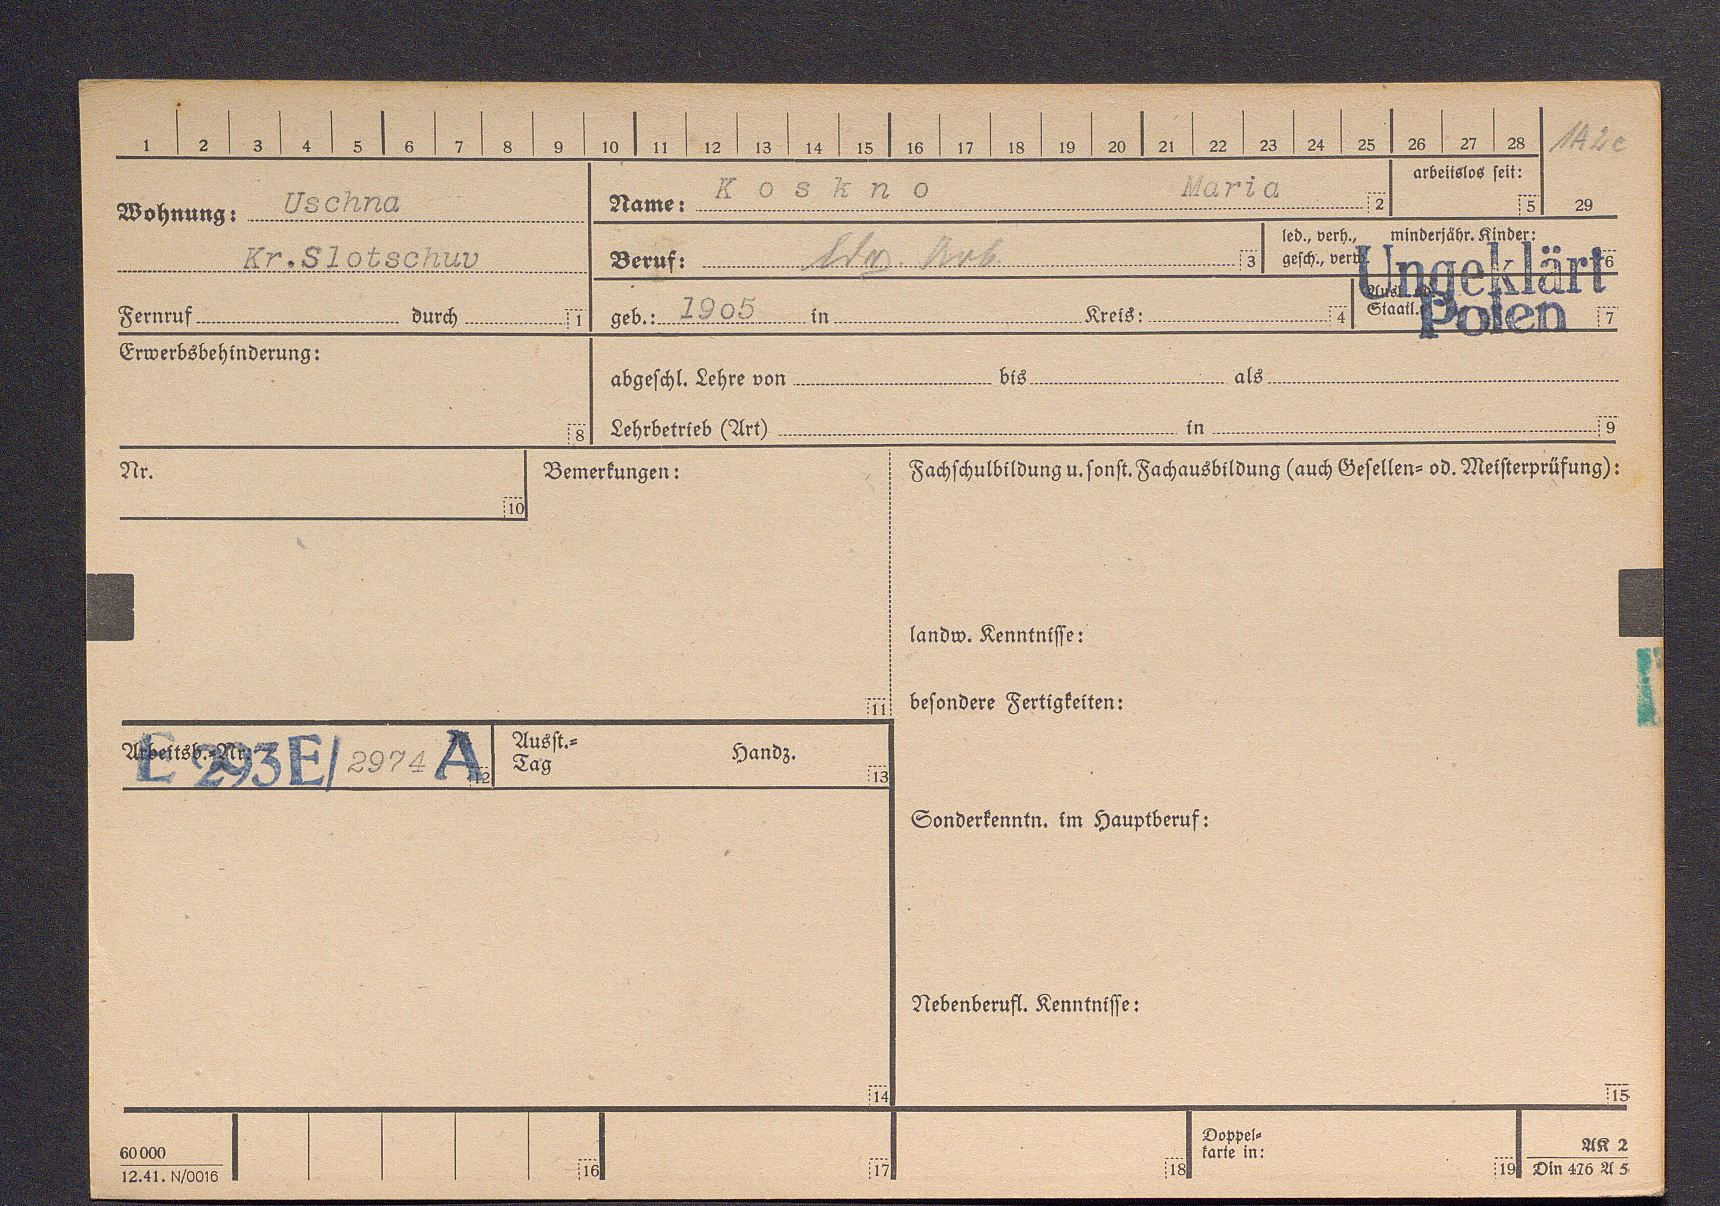 1 2 3 4 5 6 7 8 9 10 11 12 13 14 15 16 17 18 19 20 21 22 23 24 25 26 27 28
Wohnung: Uschna
Kr.Slotschuv
Fernruf durch 1
Name: Koskno Maria 2
arbeitslos seit: 5
29
Beruf: 3
led., verh., minderjähr. Kinder:
gesch., verw. 6
geb.: 1905 in Kreis: 4
Staatl. 7
Ungeklärt
Polen
Erwerbsbehinderung: 8
abgeschl. Lehre von bis als
Lehrbetrieb (Art) in 9
Nr. 10
Bemerkungen: 11
Fachschulbildung u. sonst. Fachausbildung (auch Gesellen- od. Meisterprüfung):
landw. Kenntnisse:
besondere Fertigkeiten:
Arbeitsb.-Nr. 12
E 293E/ 2974 A
Ausst.- Handz.
Tag 13
Sonderkenntn. im Hauptberuf:
Nebenberufl. Kenntnisse:
14
15
60 000
12.41. N/0016
16
17
18
Doppel-
karte in: 19
AK 2
Din 476 A 5